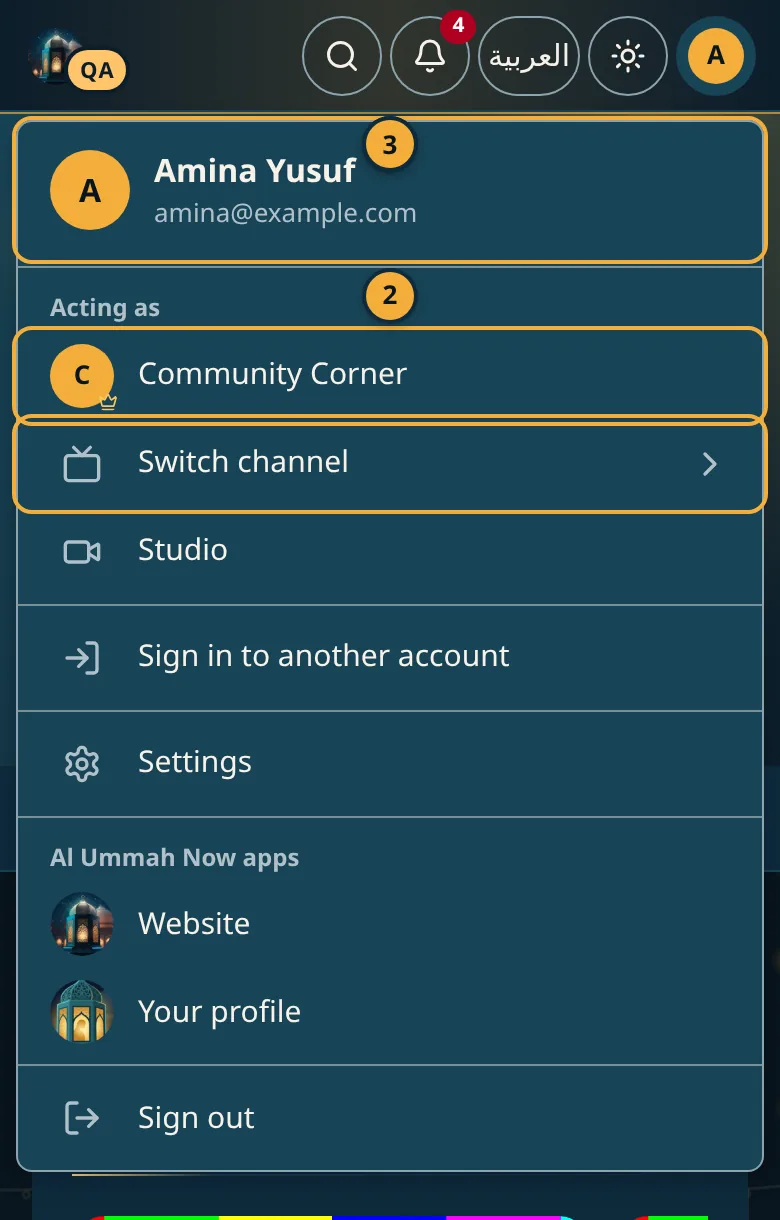 QA
4
العربية
A
3
A
Amina Yusuf
amina@example.com
2
Acting as
C
Community Corner
Switch channel
Studio
Sign in to another account
Settings
Al Ummah Now apps
Website
Your profile
Sign out